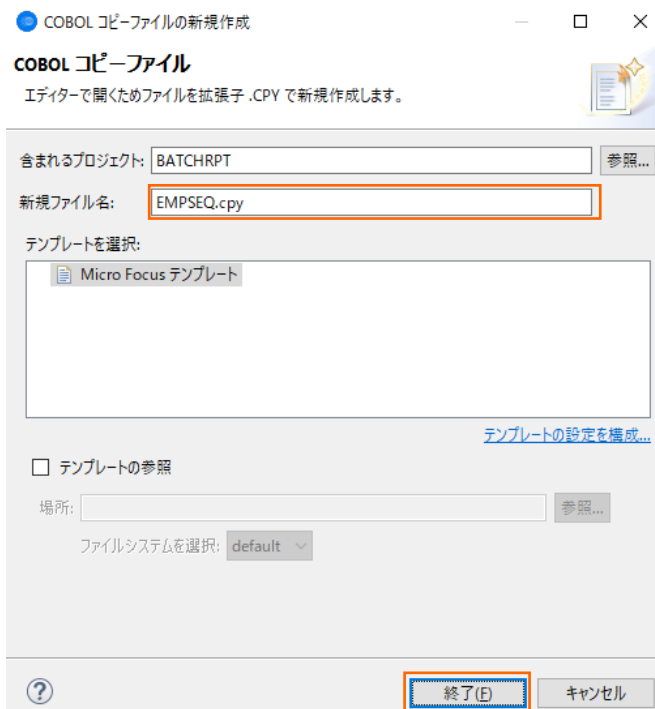 COBOL コピーファイルの新規作成
COBOL コピーファイル
エディターで開くためファイルを拡張子 .CPY で新規作成します。
含まれるプロジェクト: BATCHRPT 参照...
新規ファイル名: EMPSEQ.cpy
テンプレートを選択:
Micro Focus テンプレート
テンプレートの設定を構成...
テンプレートの参照
場所: 参照...
ファイルシステムを選択: default
? 終了(F) キャンセル